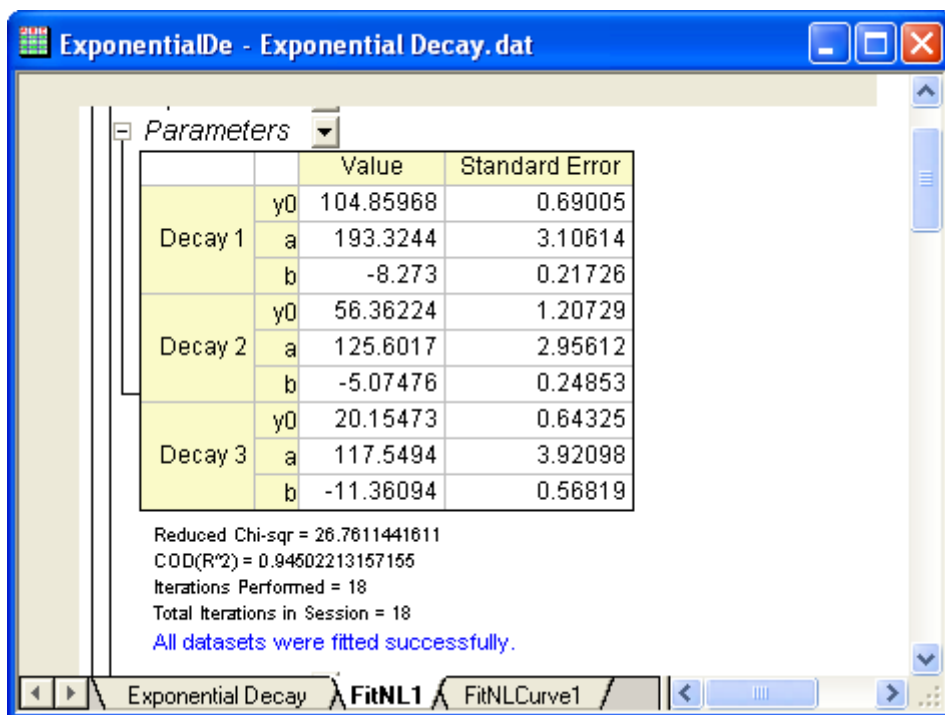 ExponentialDe - Exponential Decay.dat
Parameters
Value Standard Error
Decay 1 y0 104.85968 0.69005
a 193.3244 3.10614
b -8.273 0.21726
Decay 2 y0 56.36224 1.20729
a 125.6017 2.95612
b -5.07476 0.24853
Decay 3 y0 20.15473 0.64325
a 117.5494 3.92098
b -11.36094 0.56819
Reduced Chi-sqr = 26.7611441611
COD(R^2) = 0.94502213157155
Iterations Performed = 18
Total Iterations in Session = 18
All datasets were fitted successfully.
Exponential Decay FitNL1 FitNLCurve1